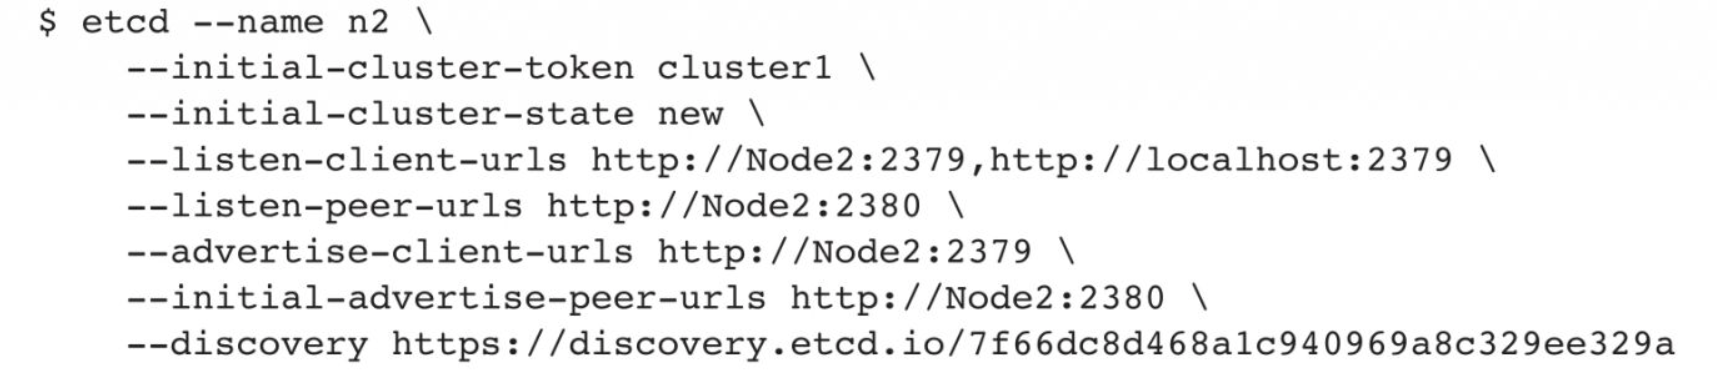 $ etcd --name n2 \
--initial-cluster-token cluster1 \
--initial-cluster-state new \
--listen-client-urls http://Node2:2379,http://localhost:2379 \
--listen-peer-urls http://Node2:2380 \
--advertise-client-urls http://Node2:2379 \
--initial-advertise-peer-urls http://Node2:2380 \
--discovery https://discovery.etcd.io/7f66dc8d468a1c940969a8c329ee329a